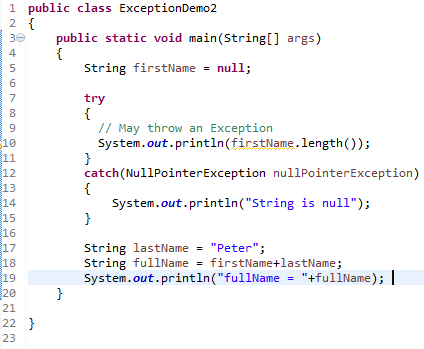 1 public class ExceptionDemo2
2 {
3 public static void main(String[] args)
4 {
5 String firstName = null;
6
7 try
8 {
9 // May throw an Exception
10 System.out.println(firstName.length());
11 }
12 catch(NullPointerException nullPointerException)
13 {
14 System.out.println("String is null");
15 }
16
17 String lastName = "Peter";
18 String fullName = firstName+lastName;
19 System.out.println("fullName = "+fullName);
20 }
21
22 }
23